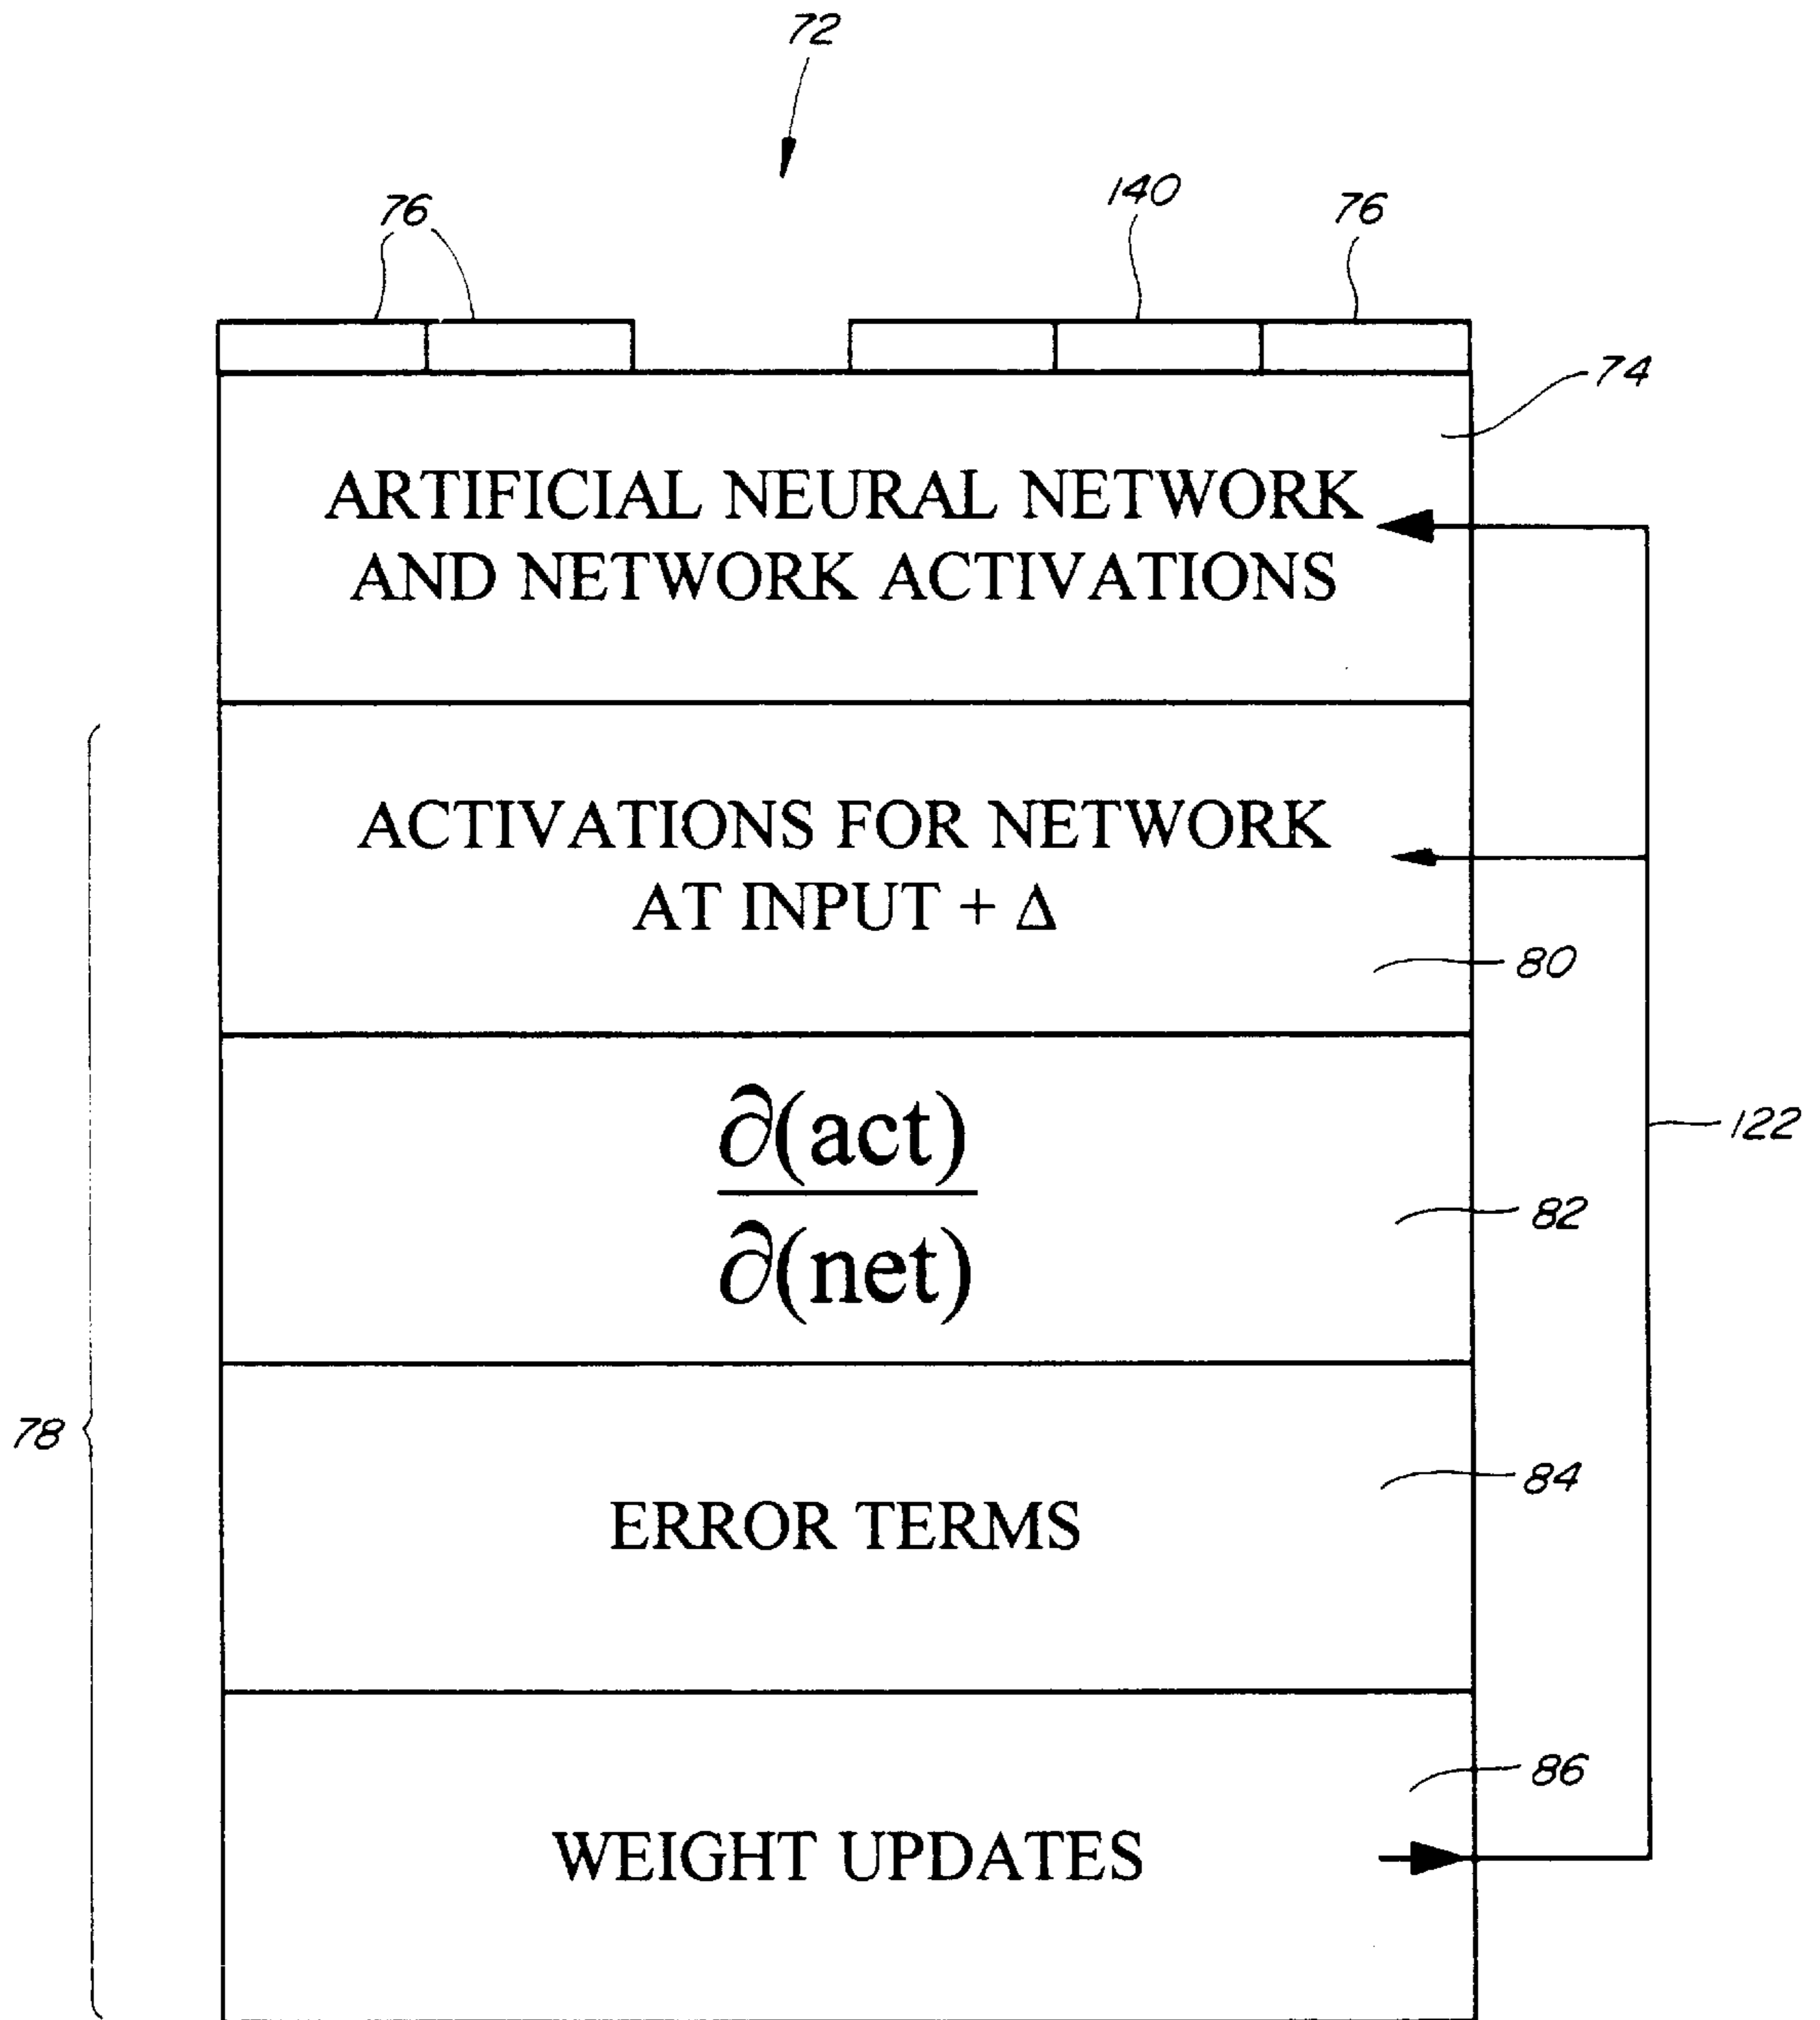 72
76
140
76
74
ARTIFICIAL NEURAL NETWORK
AND NETWORK ACTIVATIONS
ACTIVATIONS FOR NETWORK
AT INPUT + Δ
80
∂(act)
∂(net)
122
82
78
84
ERROR TERMS
86
WEIGHT UPDATES